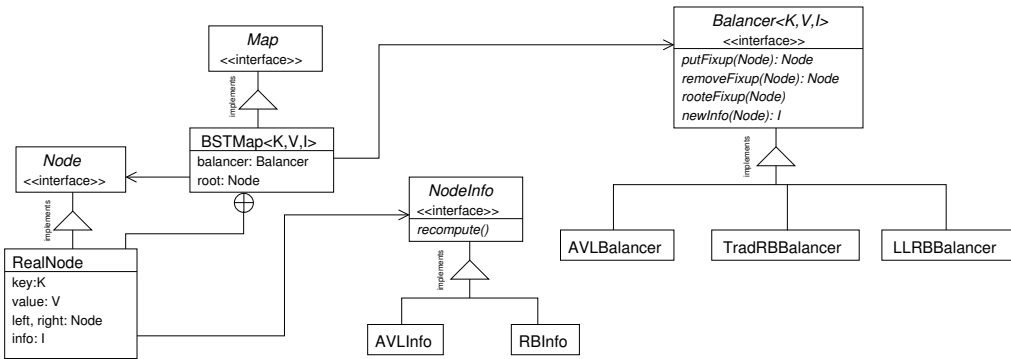 Map
<<interface>>
implements
BSTMap<K,V,I>
balancer: Balancer
root: Node
Balancer<K,V,I>
<<interface>>
putFixup(Node): Node
removeFixup(Node): Node
rooteFixup(Node)
newInfo(Node): I
implements
AVLBalancer
TradRBBalancer
LLRBBalancer
Node
<<interface>>
implements
RealNode
key:K
value: V
left, right: Node
info: I
NodeInfo
<<interface>>
recompute()
implements
AVLInfo
RBInfo